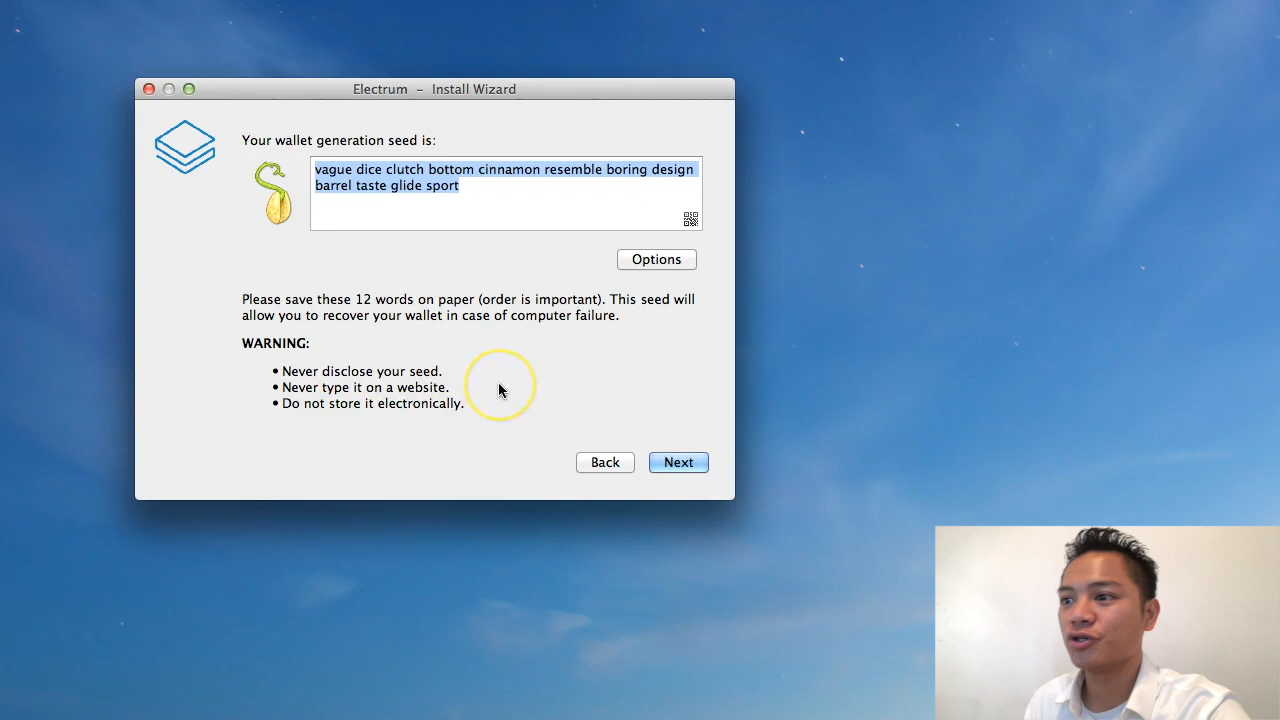 Electrum – Install Wizard
Your wallet generation seed is:
vague dice clutch bottom cinnamon resemble boring design
barrel taste glide sport
Options
Please save these 12 words on paper (order is important). This seed will
allow you to recover your wallet in case of computer failure.
WARNING:
• Never disclose your seed.
• Never type it on a website.
• Do not store it electronically.
Back
Next